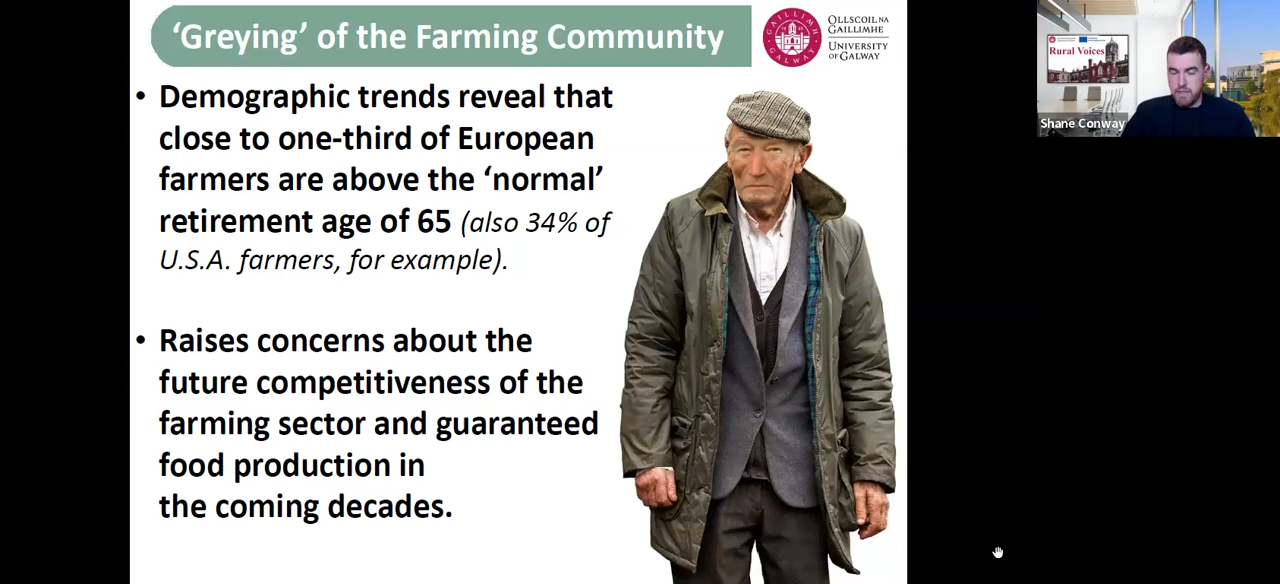 ‘Greying’ of the Farming Community
OLLSCOIL NA
GAILLIMHE
UNIVERSITY
OF GALWAY
GAILLIMH
GALWAY
• Demographic trends reveal that
close to one-third of European
farmers are above the ‘normal’
retirement age of 65 (also 34% of
U.S.A. farmers, for example).
• Raises concerns about the
future competitiveness of the
farming sector and guaranteed
food production in
the coming decades.
Rural Voices
Shane Conway